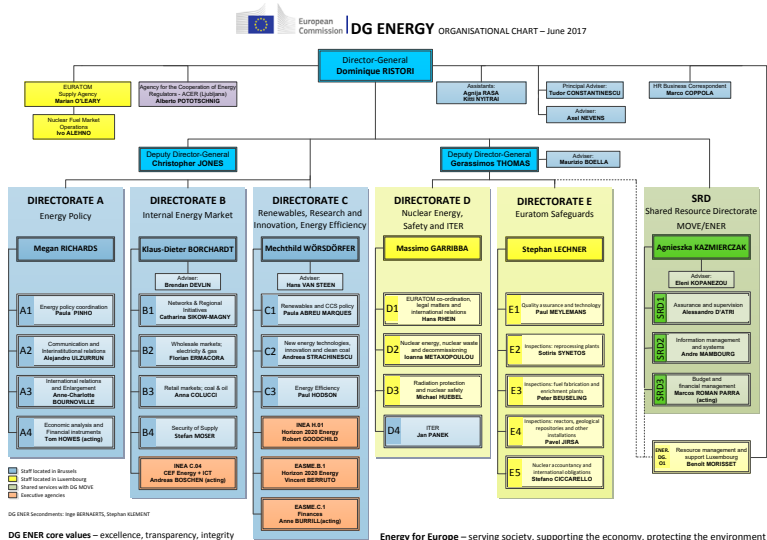 European
Commission
DG ENERGY ORGANISATIONAL CHART – June 2017
Director-General
Dominique RISTORI
EURATOM
Supply Agency
Marian O'LEARY
Agency for the Cooperation of Energy
Regulators - ACER (Ljubljana)
Alberto POTOTSCHNIG
Assistants:
Agnija RASA
Kitti NYITRAI
Principal Adviser:
Tudor CONSTANTINESCU
HR Business Correspondent
Marco COPPOLA
Nuclear Fuel Market
Operations
Ivo ALEHNO
Adviser:
Axel NEVENS
Deputy Director-General
Christopher JONES
Deputy Director-General
Gerassimos THOMAS
Adviser:
Maurizio BOELLA
DIRECTORATE A
Energy Policy
Megan RICHARDS
A1
Energy policy coordination
Paula PINHO
A2
Communication and
Interinstitutional relations
Alejandro ULZURRUN
A3
International relations
and Enlargement
Anne-Charlotte
BOURNOVILLE
A4
Economic analysis and
Financial instruments
Tom HOWES (acting)
DIRECTORATE B
Internal Energy Market
Klaus-Dieter BORCHARDT
Adviser:
Brendan DEVLIN
B1
Networks & Regional
Initiatives
Catharina SIKOW-MAGNY
B2
Wholesale markets;
electricity & gas
Florian ERMACORA
B3
Retail markets; coal & oil
Anna COLUCCI
B4
Security of Supply
Stefan MOSER
INEA C.04
CEF Energy + ICT
Andreas BOSCHEN (acting)
DIRECTORATE C
Renewables, Research and
Innovation, Energy Efficiency
Mechthild WÖRSDÖRFER
Adviser:
Hans VAN STEEN
C1
Renewables and CCS policy
Paula ABREU MARQUES
C2
New energy technologies,
innovation and clean coal
Andreea STRACHINESCU
C3
Energy Efficiency
Paul HODSON
INEA H.01
Horizon 2020 Energy
Robert GOODCHILD
EASME.B.1
Horizon 2020 Energy
Vincent BERRUTO
EASME.C.1
Finances
Anne BURRILL(acting)
DIRECTORATE D
Nuclear Energy,
Safety and ITER
Massimo GARRIBBA
D1
EURATOM co-ordination,
legal matters and
international relations
Hans RHEIN
D2
Nuclear energy, nuclear waste
and decommissioning
Ioanna METAXOPOULOU
D3
Radiation protection
and nuclear safety
Michael HUEBEL
D4
ITER
Jan PANEK
DIRECTORATE E
Euratom Safeguards
Stephan LECHNER
E1
Quality assurance and technology
Paul MEYLEMANS
E2
Inspections: reprocessing plants
Sotiris SYNETOS
E3
Inspections: fuel fabrication and
enrichment plants
Peter BEUSELING
E4
Inspections: reactors, geological
repositories and other
installations
Pavel JIRSA
E5
Nuclear accountancy and
international obligations
Stefano CICCARELLO
SRD
Shared Resource Directorate
MOVE/ENER
Agnieszka KAZMIERCZAK
Adviser:
Eleni KOPANEZOU
SRD1
Assurance and supervision
Alessandro D'ATRI
SRD2
Information management
and systems
Andre MAMBOURG
SRD3
Budget and
financial management
Marcos ROMAN PARRA
(acting)
ENER.
DG.
01
Resource management and
support Luxembourg
Benoît MORISSET
Staff located in Brussels
Staff located in Luxembourg
Shared services with DG MOVE
Executive agencies
DG ENER Secondments: Inge BERNAERTS, Stephan KLEMENT
DG ENER core values – excellence, transparency, integrity
Energy for Europe – serving society, supporting the economy, protecting the environment